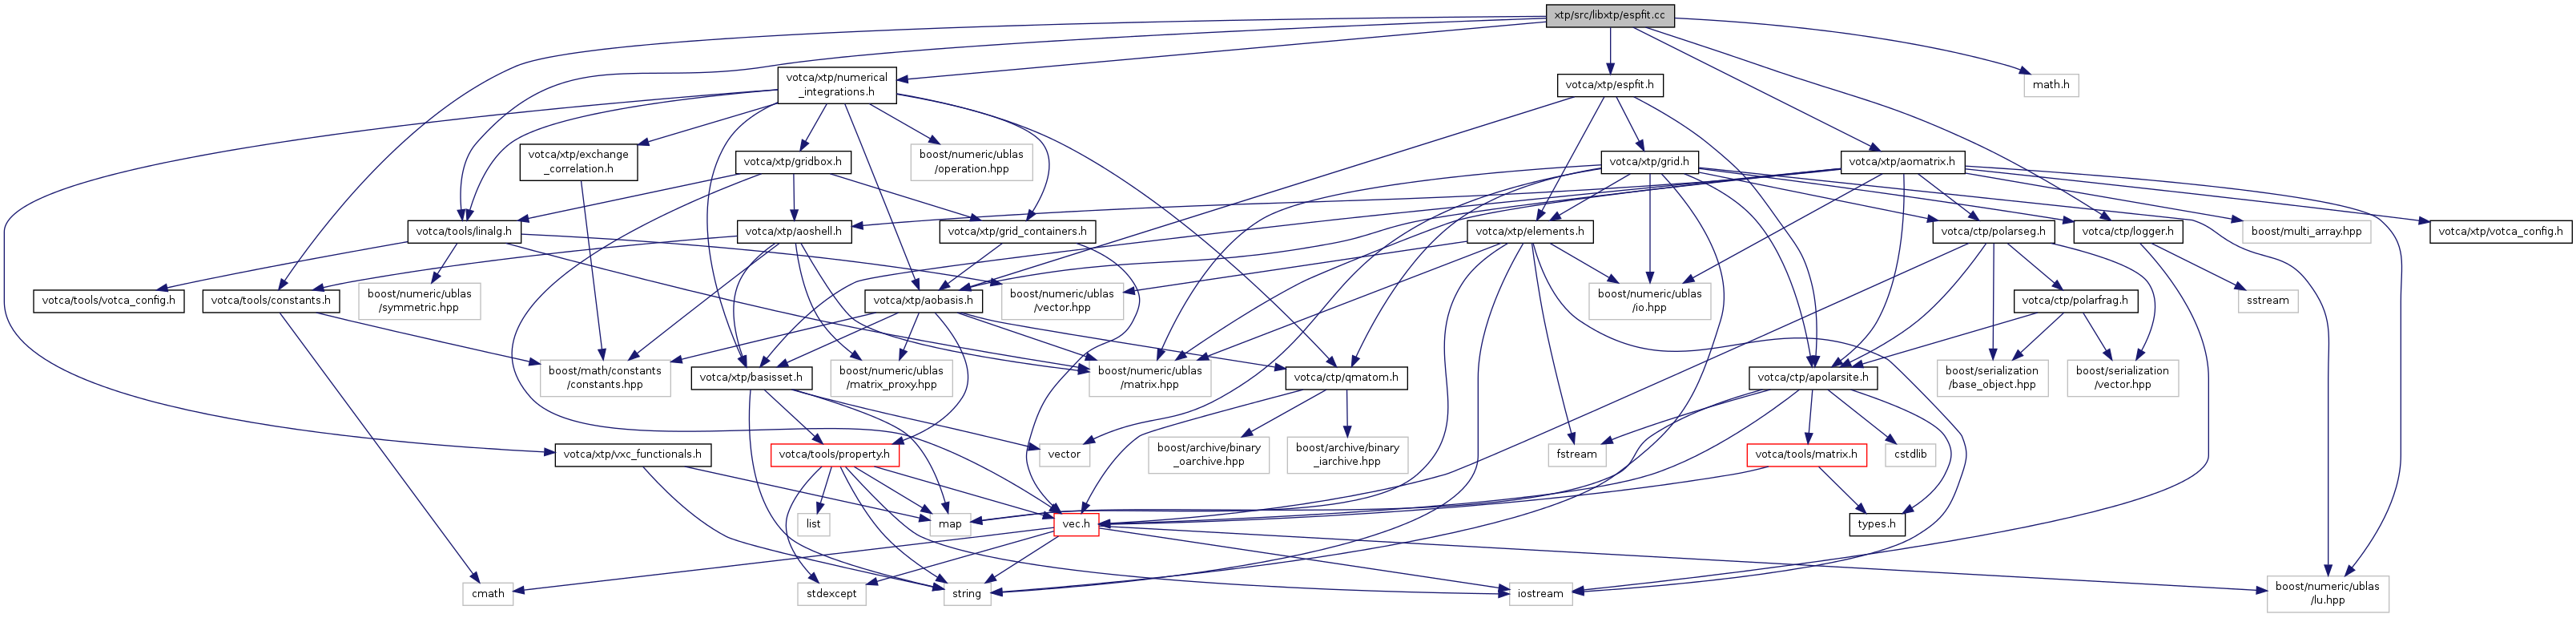 xtp/src/libxtp/espfit.cc
votca/xtp/numerical
_integrations.h
votca/xtp/espfit.h
math.h
votca/xtp/exchange
_correlation.h
votca/xtp/gridbox.h
boost/numeric/ublas
/operation.hpp
votca/xtp/grid.h
votca/xtp/aomatrix.h
votca/tools/linalg.h
votca/xtp/aoshell.h
votca/xtp/grid_containers.h
votca/xtp/elements.h
votca/ctp/polarseg.h
votca/ctp/logger.h
boost/multi_array.hpp
votca/xtp/votca_config.h
votca/tools/votca_config.h
votca/tools/constants.h
boost/numeric/ublas
/symmetric.hpp
votca/xtp/aobasis.h
boost/numeric/ublas
/vector.hpp
boost/numeric/ublas
/io.hpp
votca/ctp/polarfrag.h
sstream
boost/math/constants
/constants.hpp
votca/xtp/basisset.h
boost/numeric/ublas
/matrix_proxy.hpp
boost/numeric/ublas
/matrix.hpp
votca/ctp/qmatom.h
votca/ctp/apolarsite.h
boost/serialization
/base_object.hpp
boost/serialization
/vector.hpp
votca/xtp/vxc_functionals.h
votca/tools/property.h
vector
boost/archive/binary
_oarchive.hpp
boost/archive/binary
_iarchive.hpp
fstream
votca/tools/matrix.h
cstdlib
list
map
vec.h
types.h
cmath
stdexcept
string
iostream
boost/numeric/ublas
/lu.hpp